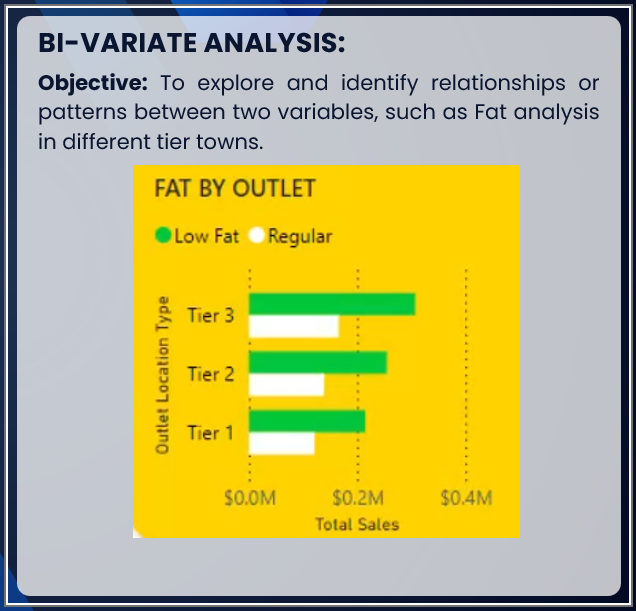 BI-VARIATE ANALYSIS:
Objective: To explore and identify relationships or
patterns between two variables, such as Fat analysis
in different tier towns.
FAT BY OUTLET
Low Fat Regular
Outlet Location Type
Tier 3
Tier 2
Tier 1
$0.0M $0.2M $0.4M
Total Sales